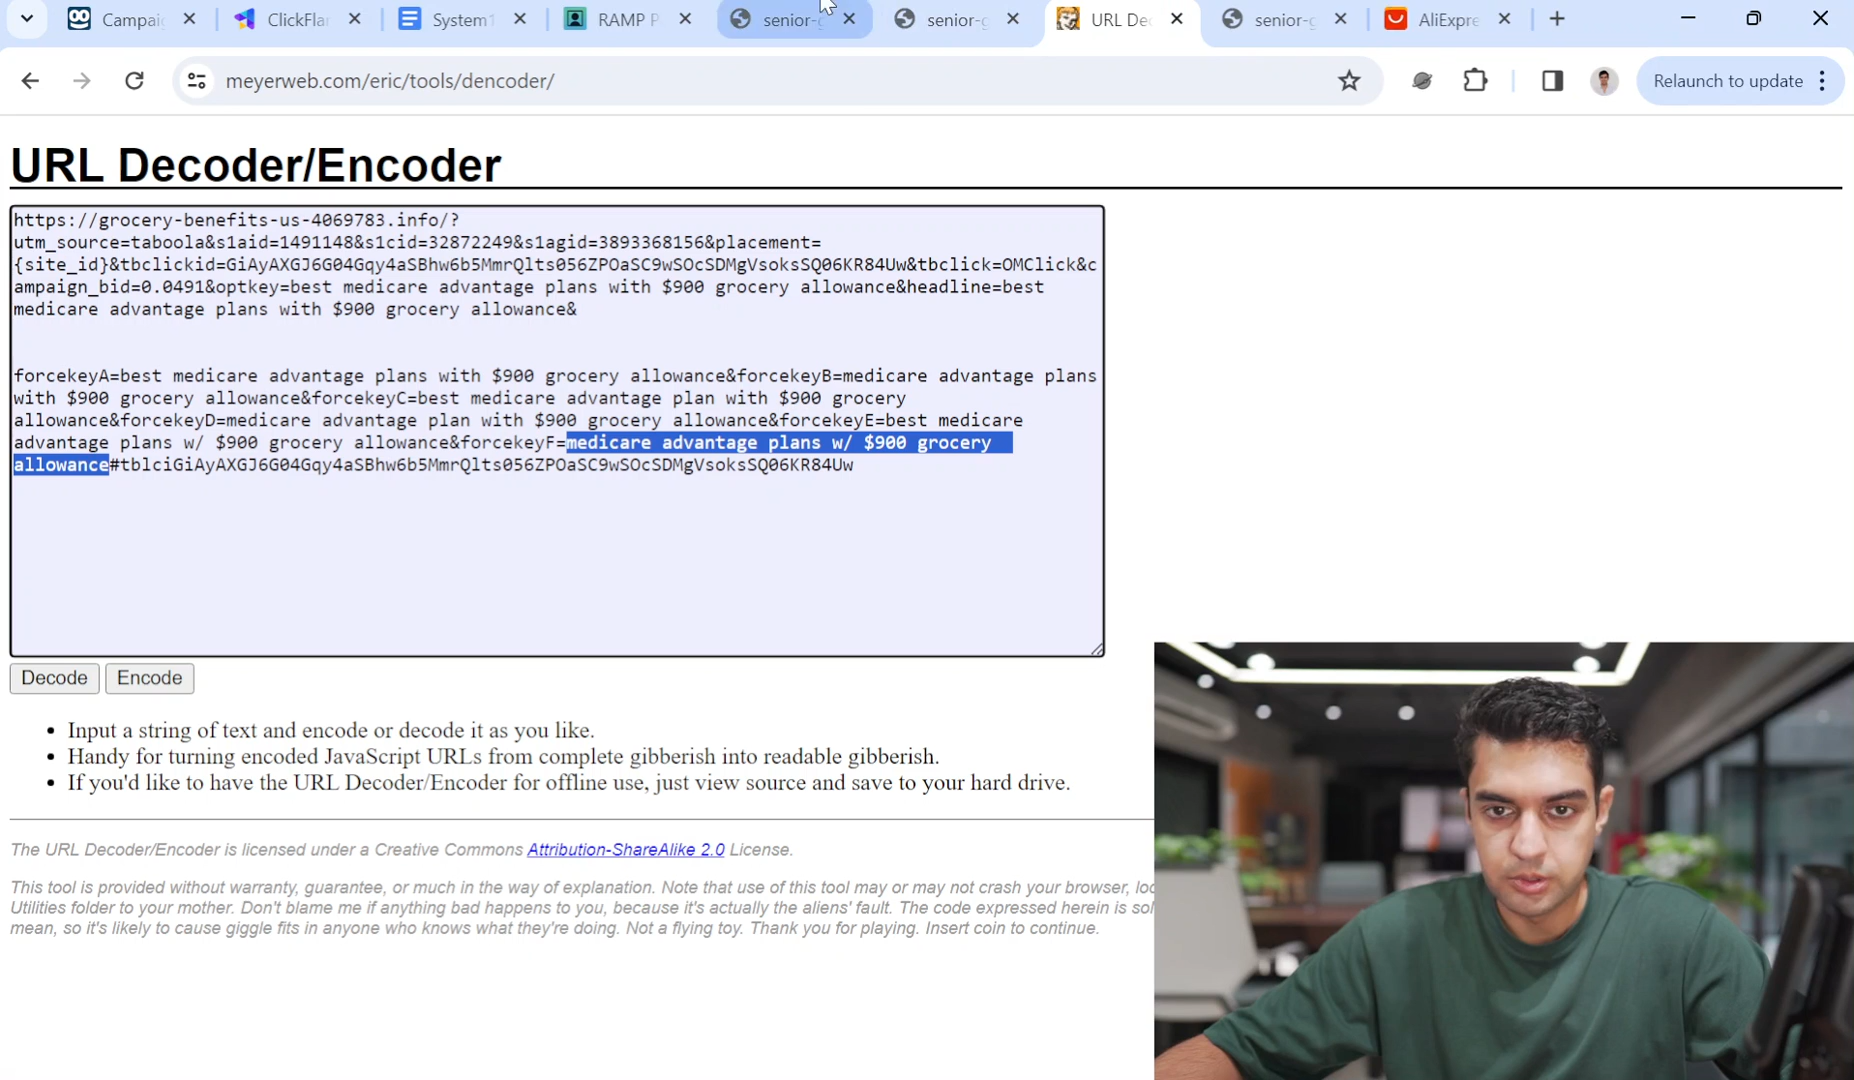 Campai
ClickFla
System1
RAMP P
senior-g
senior-g
URL De
senior-g
AliExpre
meyerweb.com/eric/tools/dencoder/
Relaunch to update
URL Decoder/Encoder
https://grocery-benefits-us-4069783.info/?
utm_source=taboola&s1aid=1491148&s1cid=32872249&s1agid=3893368156&placement=
{site_id}&tbclickid=GiAyAXGJ6G04Gqy4aSBhw6b5MmrQlts056ZPOaSC9wSOcSDMgVsoksSQ06KR84Uw&tbclick=OMClick&c
ampaign_bid=0.0491&optkey=best medicare advantage plans with $900 grocery allowance&headline=best
medicare advantage plans with $900 grocery allowance&
forcekeyA=best medicare advantage plans with $900 grocery allowance&forcekeyB=medicare advantage plans
with $900 grocery allowance&forcekeyC=best medicare advantage plan with $900 grocery
allowance&forcekeyD=medicare advantage plan with $900 grocery allowance&forcekeyE=best medicare
advantage plans w/ $900 grocery allowance&forcekeyF=medicare advantage plans w/ $900 grocery
allowance#tblciGiAyAXGJ6G04Gqy4aSBhw6b5MmrQlts056ZPOaSC9wSOcSDMgVsoksSQ06KR84Uw
Decode Encode
• Input a string of text and encode or decode it as you like.
• Handy for turning encoded JavaScript URLs from complete gibberish into readable gibberish.
• If you'd like to have the URL Decoder/Encoder for offline use, just view source and save to your hard drive.
The URL Decoder/Encoder is licensed under a Creative Commons Attribution-ShareAlike 2.0 License.
This tool is provided without warranty, guarantee, or much in the way of explanation. Note that use of this tool may or may not crash your browser, loc
Utilities folder to your mother. Don't blame me if anything bad happens to you, because it's actually the aliens' fault. The code expressed herein is sol
mean, so it's likely to cause giggle fits in anyone who knows what they're doing. Not a flying toy. Thank you for playing. Insert coin to continue.